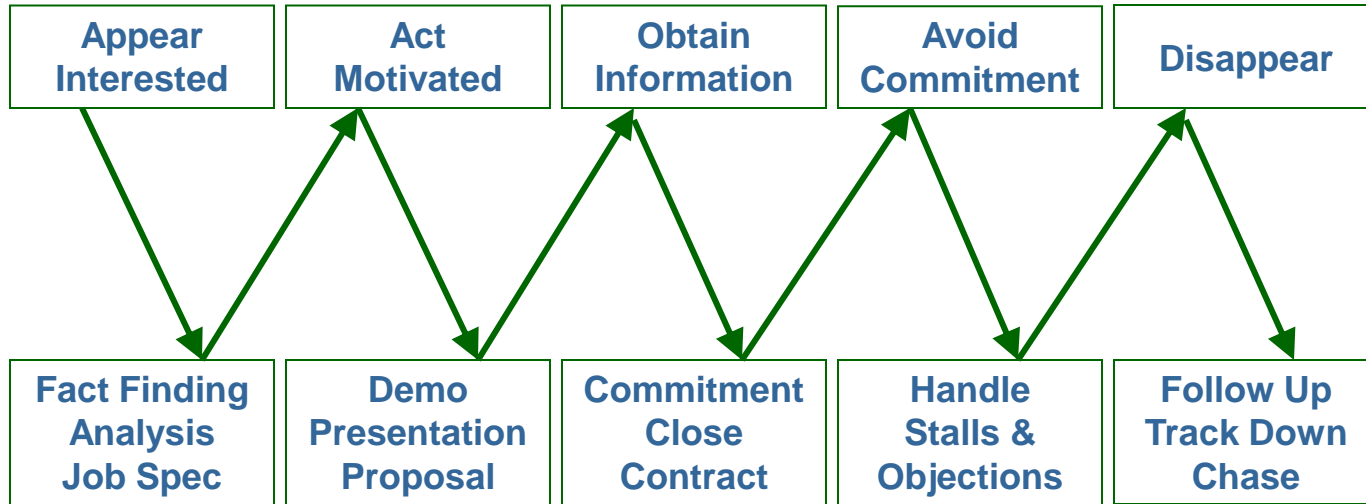 Appear
Interested
Act
Motivated
Obtain
Information
Avoid
Commitment
Disappear
Fact Finding
Analysis
Job Spec
Demo
Presentation
Proposal
Commitment
Close
Contract
Handle
Stalls &
Objections
Follow Up
Track Down
Chase